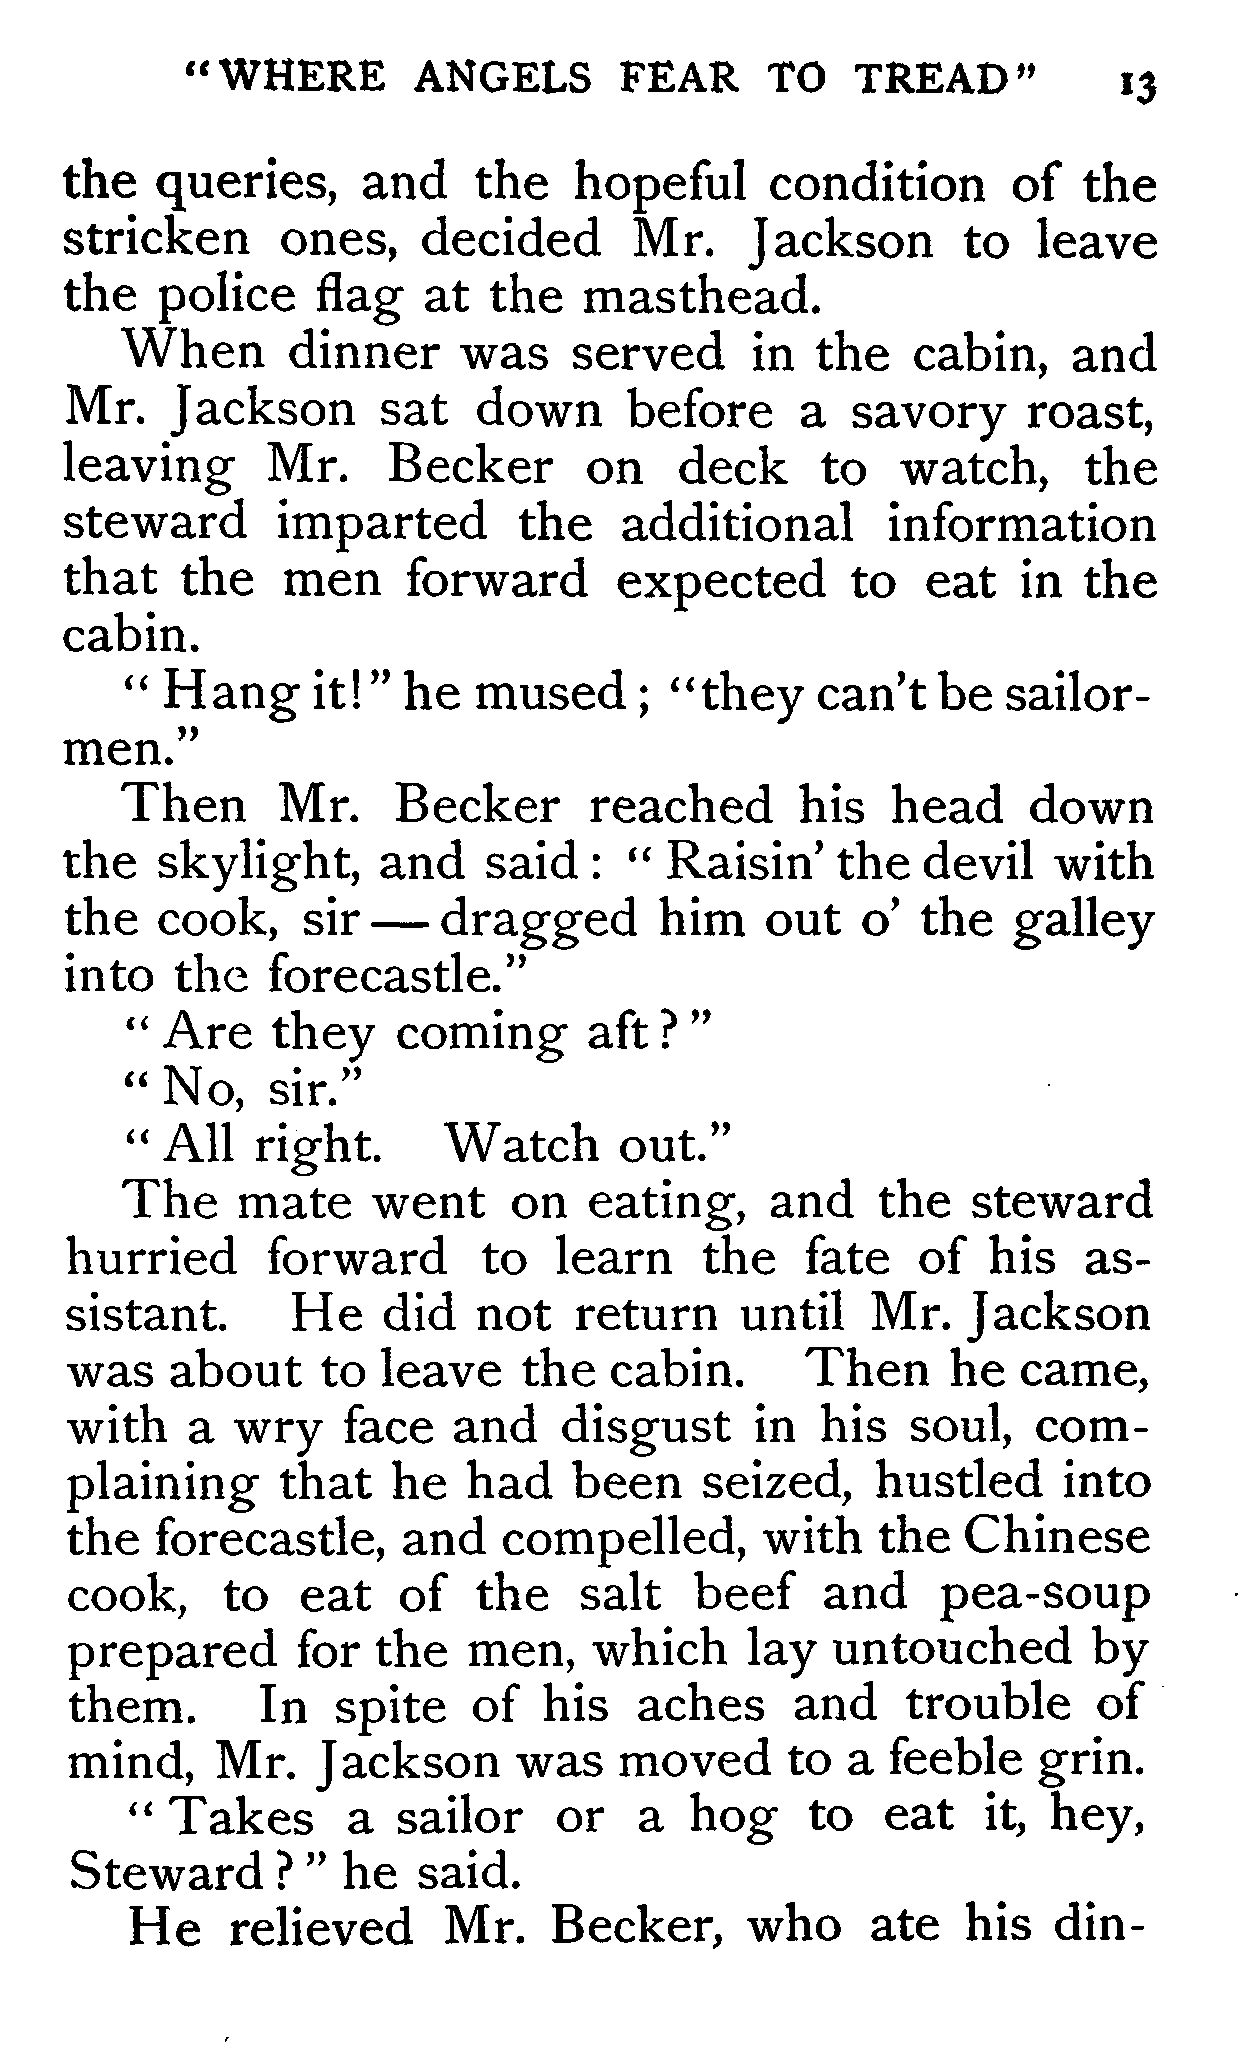 "WHERE ANGELS FEAR TO TREAD" 13
the queries, and the hopeful condition of the
stricken ones, decided Mr. Jackson to leave
the police flag at the masthead.
When dinner was served in the cabin, and
Mr. Jackson sat down before a savory roast,
leaving Mr. Becker on deck to watch, the
steward imparted the additional information
that the men forward expected to eat in the
cabin.
"Hang it!" he mused; "they can't be sailor-
men."
Then Mr. Becker reached his head down
the skylight, and said: "Raisin' the devil with
the cook, sir — dragged him out o' the galley
into the forecastle."
"Are they coming aft?"
"No, sir."
"All right. Watch out."
The mate went on eating, and the steward
hurried forward to learn the fate of his as-
sistant. He did not return until Mr. Jackson
was about to leave the cabin. Then he came,
with a wry face and disgust in his soul, com-
plaining that he had been seized, hustled into
the forecastle, and compelled, with the Chinese
cook, to eat of the salt beef and pea-soup
prepared for the men, which lay untouched by
them. In spite of his aches and trouble of
mind, Mr. Jackson was moved to a feeble grin.
"Takes a sailor or a hog to eat it, hey,
Steward?" he said.
He relieved Mr. Becker, who ate his din-